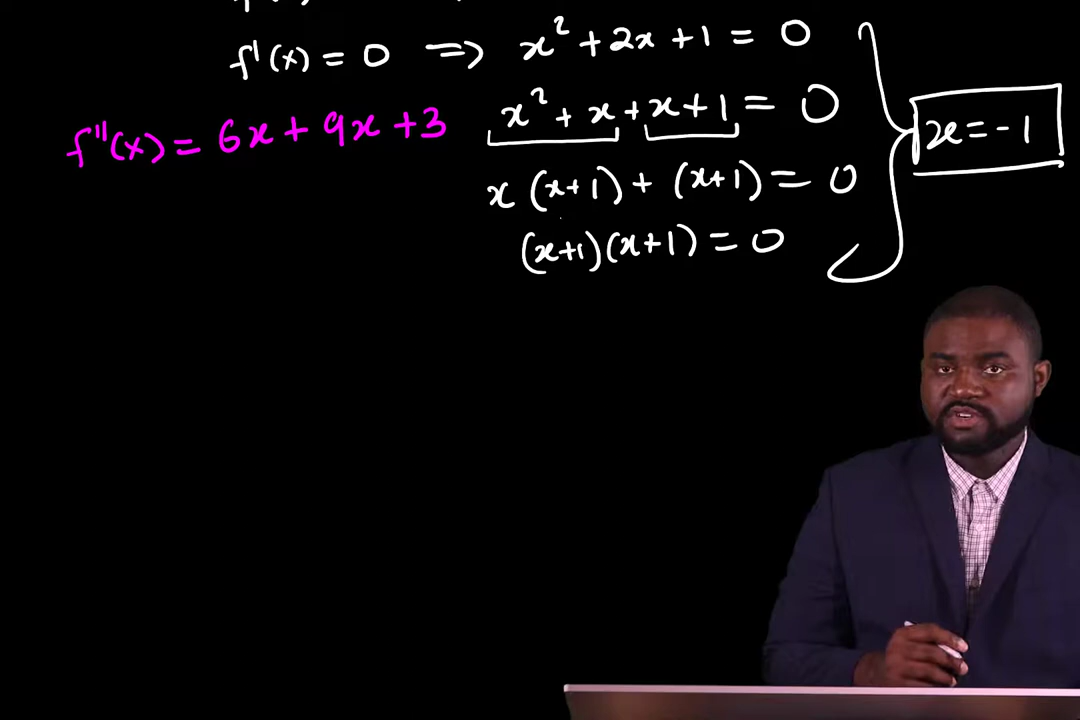 f'(x) = 0 ⟹ x² + 2x + 1 = 0
f''(x) = 6x + 9x + 3
x² + x + x + 1 = 0
x = -1
x (x+1) + (x+1) = 0
(x+1)(x+1) = 0